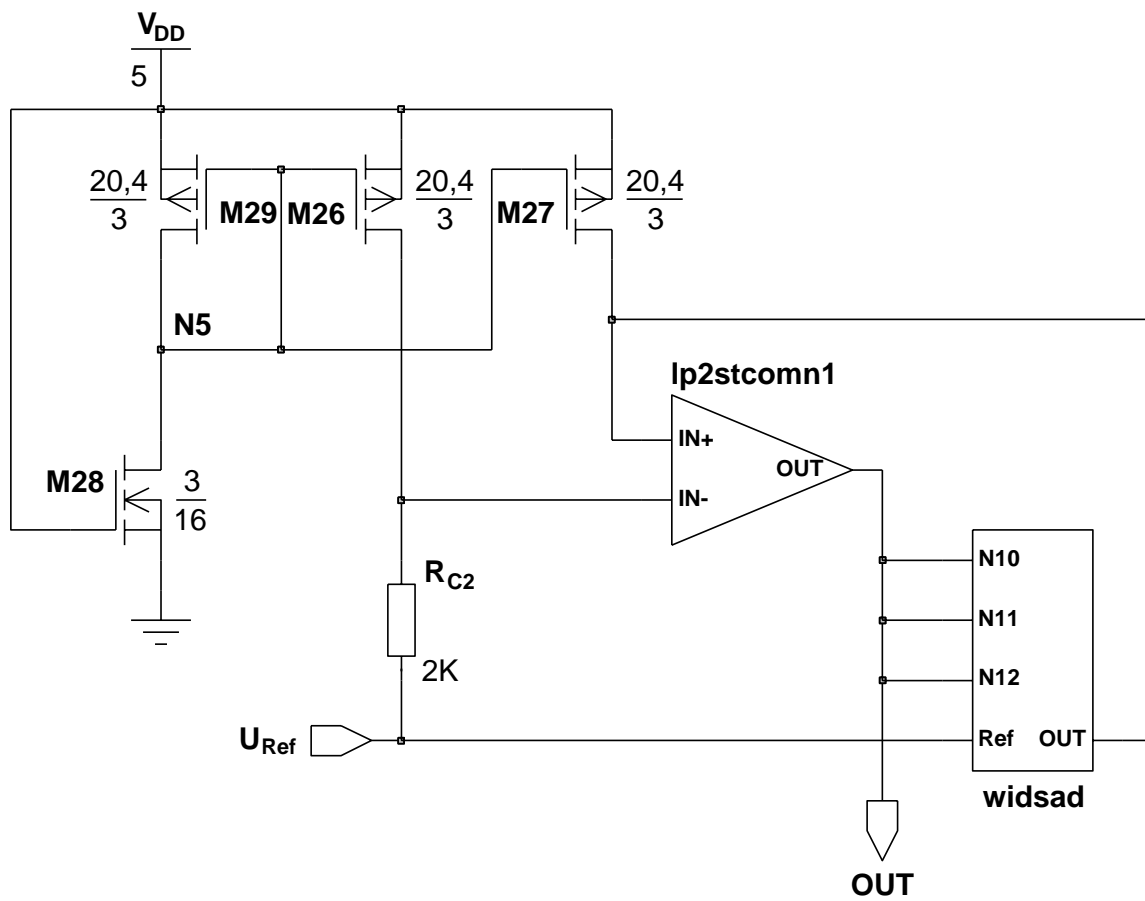 VDD
5
20,4
3
M29
M26
20,4
3
M27
20,4
3
N5
lp2stcomn1
IN+
OUT
IN-
M28
3
16
RC2
2K
N10
N11
N12
URef
Ref OUT
widsad
OUT